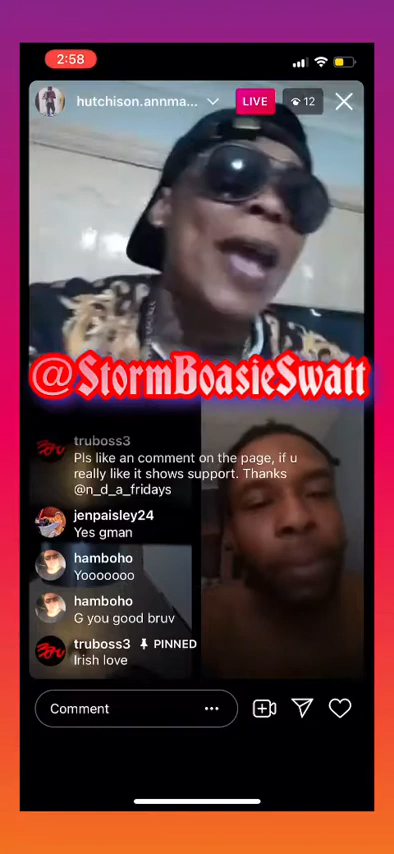 2:58
hutchison.annma...
LIVE
12
@StormBoasieSwatt
truboss3
Pls like an comment on the page, if u
really like it shows support. Thanks
@n_d_a_fridays
jenpaisley24
Yes gman
hamboho
Yooooooo
hamboho
G you good bruv
truboss3 PINNED
Irish love
Comment